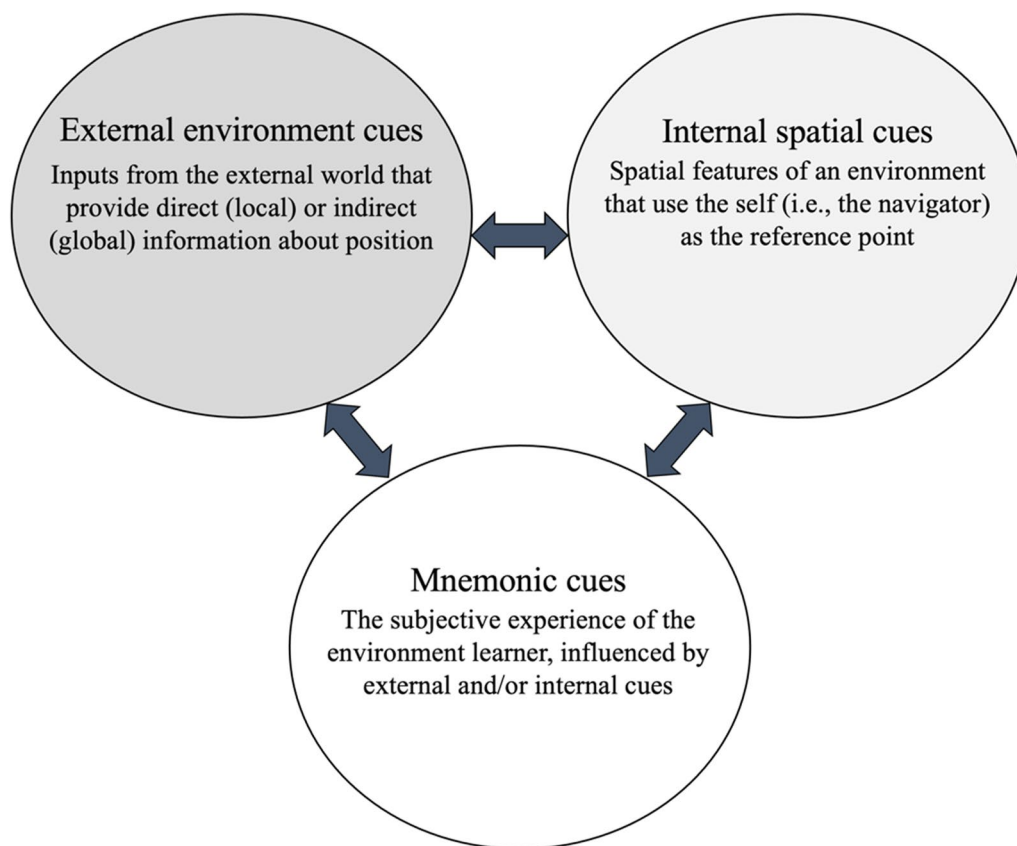 External environment cues
Inputs from the external world that
provide direct (local) or indirect
(global) information about position
Internal spatial cues
Spatial features of an environment
that use the self (i.e., the navigator)
as the reference point
Mnemonic cues
The subjective experience of the
environment learner, influenced by
external and/or internal cues